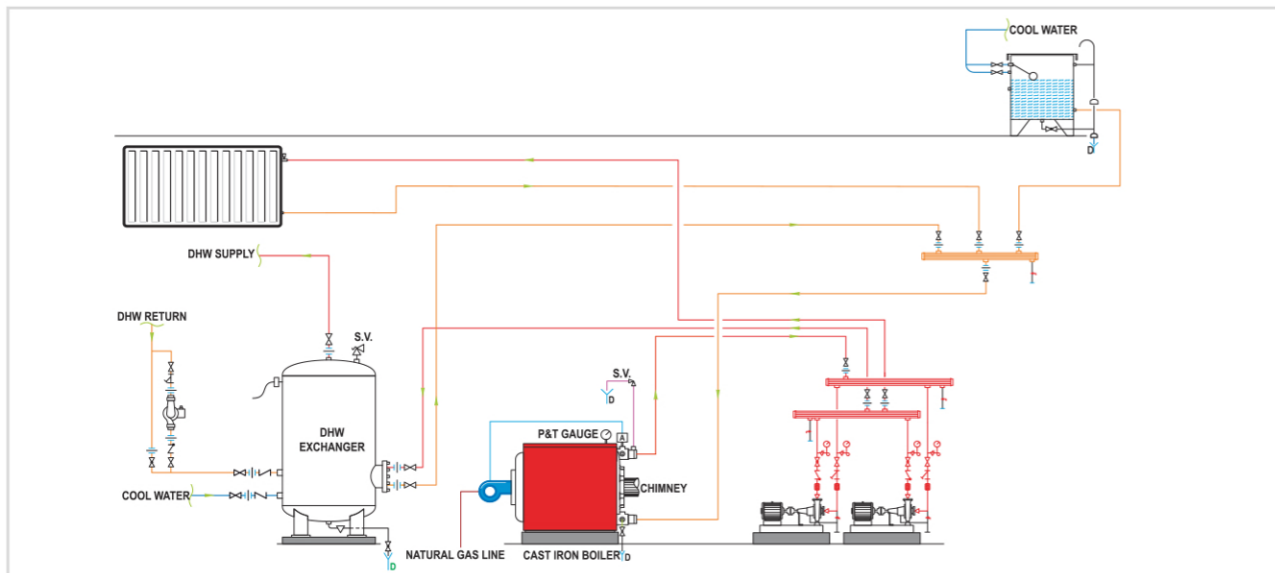 COOL WATER
D
DHW SUPPLY
DHW RETURN
S.V.
S.V.
D
P&T GAUGE
A
DHW
EXCHANGER
CHIMNEY
COOL WATER
NATURAL GAS LINE
CAST IRON BOILER
D
D